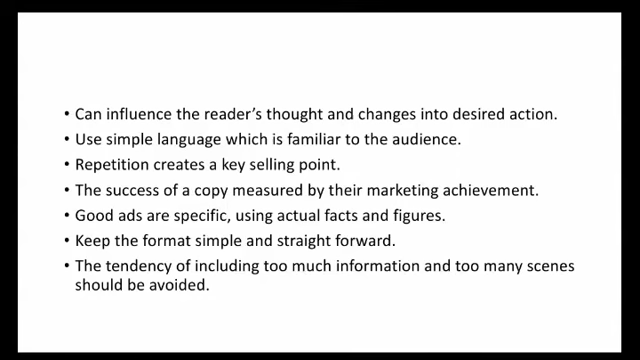 • Can influence the reader's thought and changes into desired action.
• Use simple language which is familiar to the audience.
• Repetition creates a key selling point.
• The success of a copy measured by their marketing achievement.
• Good ads are specific, using actual facts and figures.
• Keep the format simple and straight forward.
• The tendency of including too much information and too many scenes
should be avoided.